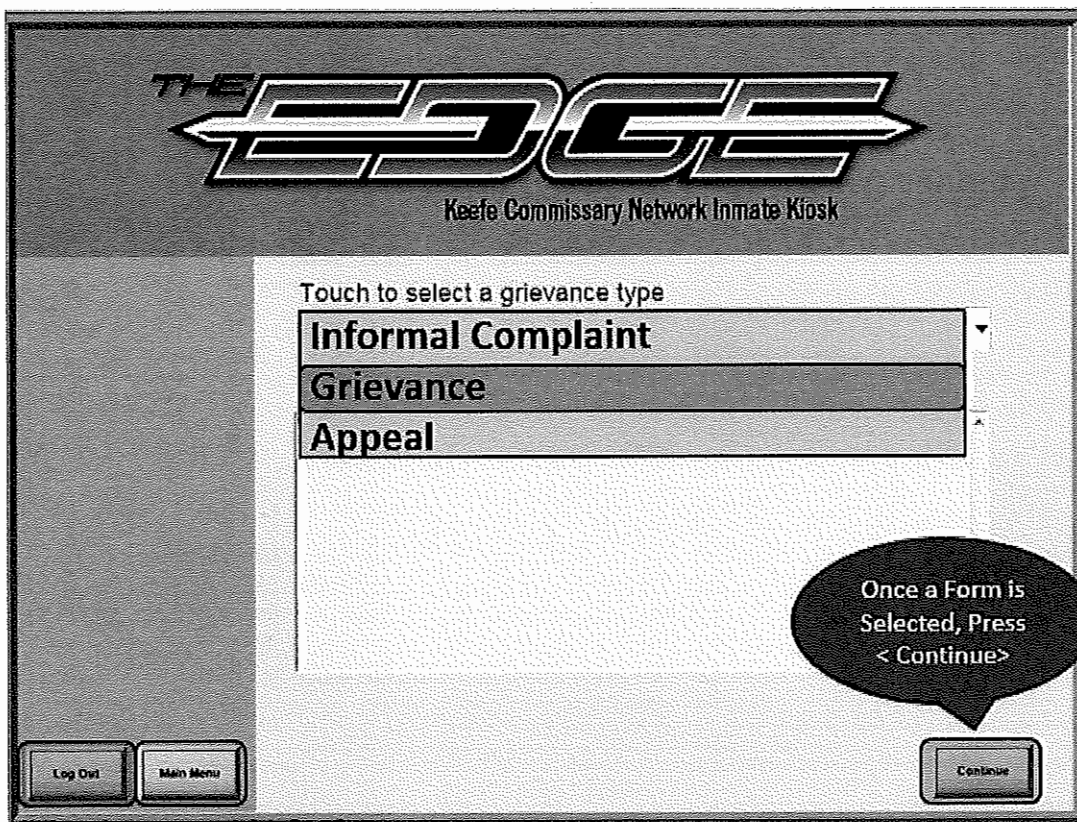 THE EDGE
Keefe Commissary Network Inmate Kiosk
Touch to select a grievance type
Informal Complaint
Grievance
Appeal
Once a Form is
Selected, Press
< Continue>
Log Out
Main Menu
Continue